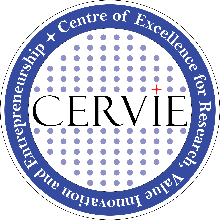 Centre of Excellence for Research, Value Innovation and Entrepreneurship
CERVIE